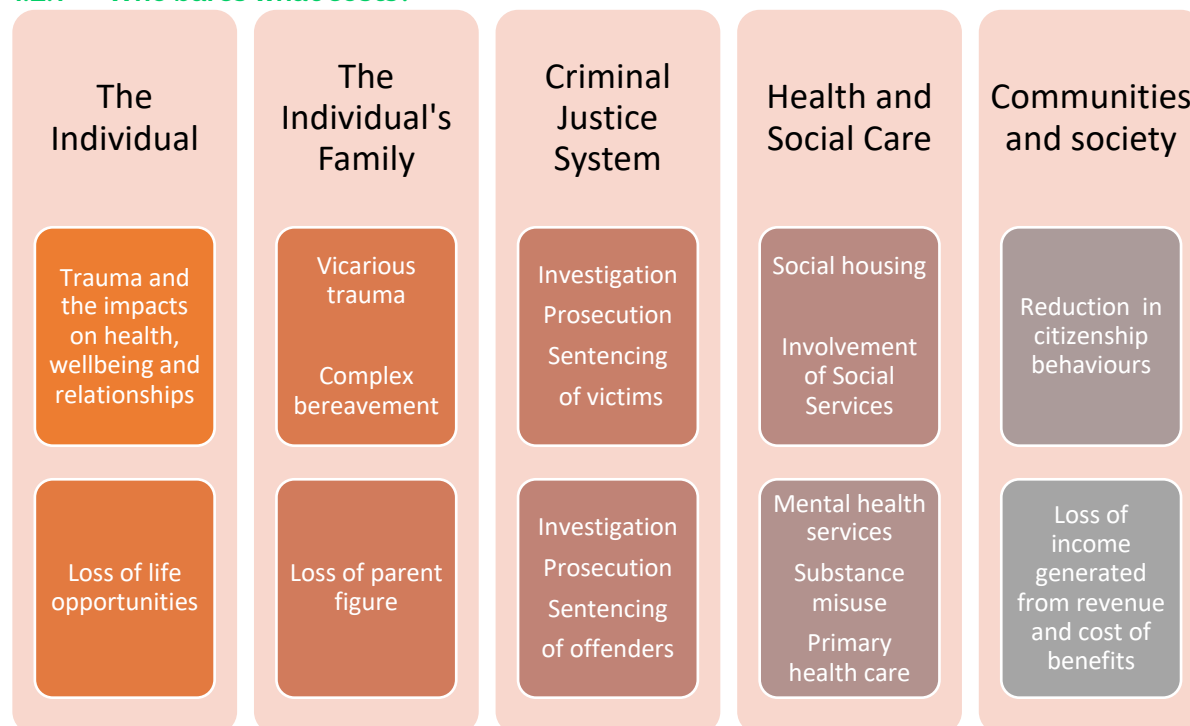 The
Individual
Trauma and
the impacts
on health,
wellbeing and
relationships
Loss of life
opportunities
The
Individual's
Family
Vicarious
trauma
Complex
bereavement
Loss of parent
figure
Criminal
Justice
System
Investigation
Prosecution
Sentencing
of victims
Investigation
Prosecution
Sentencing
of offenders
Health and
Social Care
Social housing
Involvement
of Social
Services
Mental health
services
Substance
misuse
Primary
health care
Communities
and society
Reduction in
citizenship
behaviours
Loss of
income
generated
from revenue
and cost of
benefits